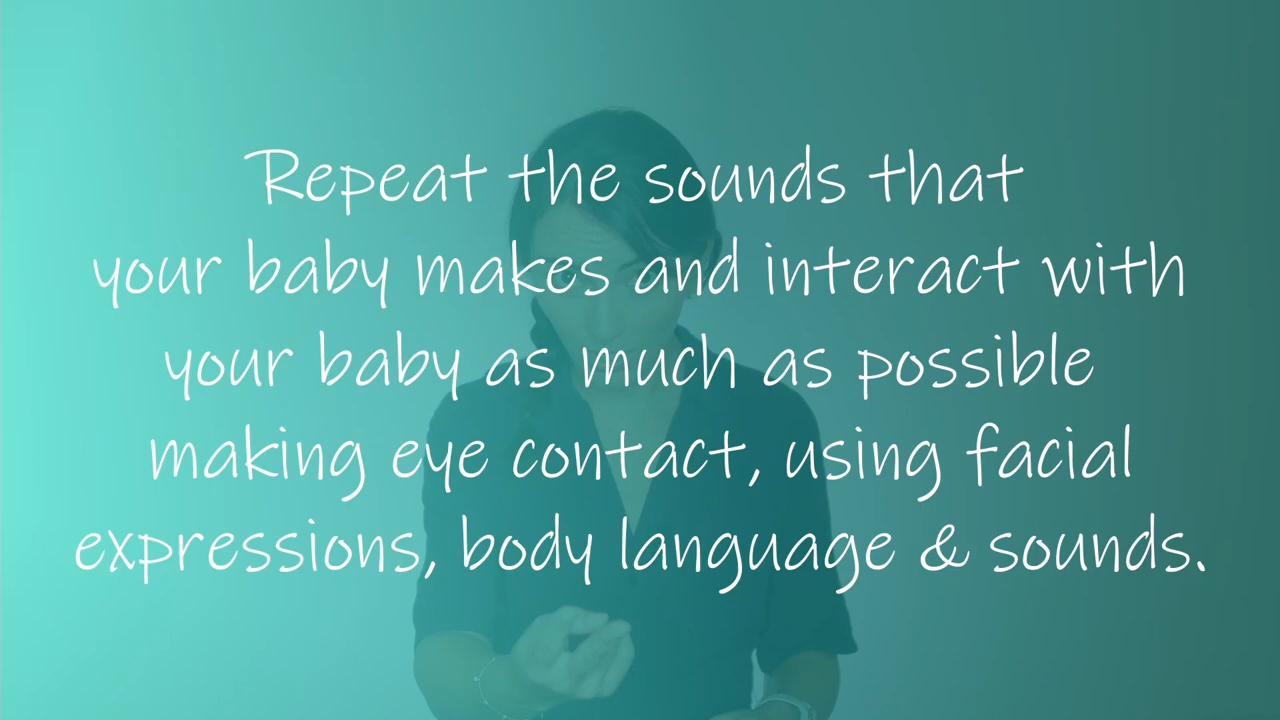 Repeat the sounds that
your baby makes and interact with
your baby as much as possible
making eye contact, using facial
expressions, body language & sounds.